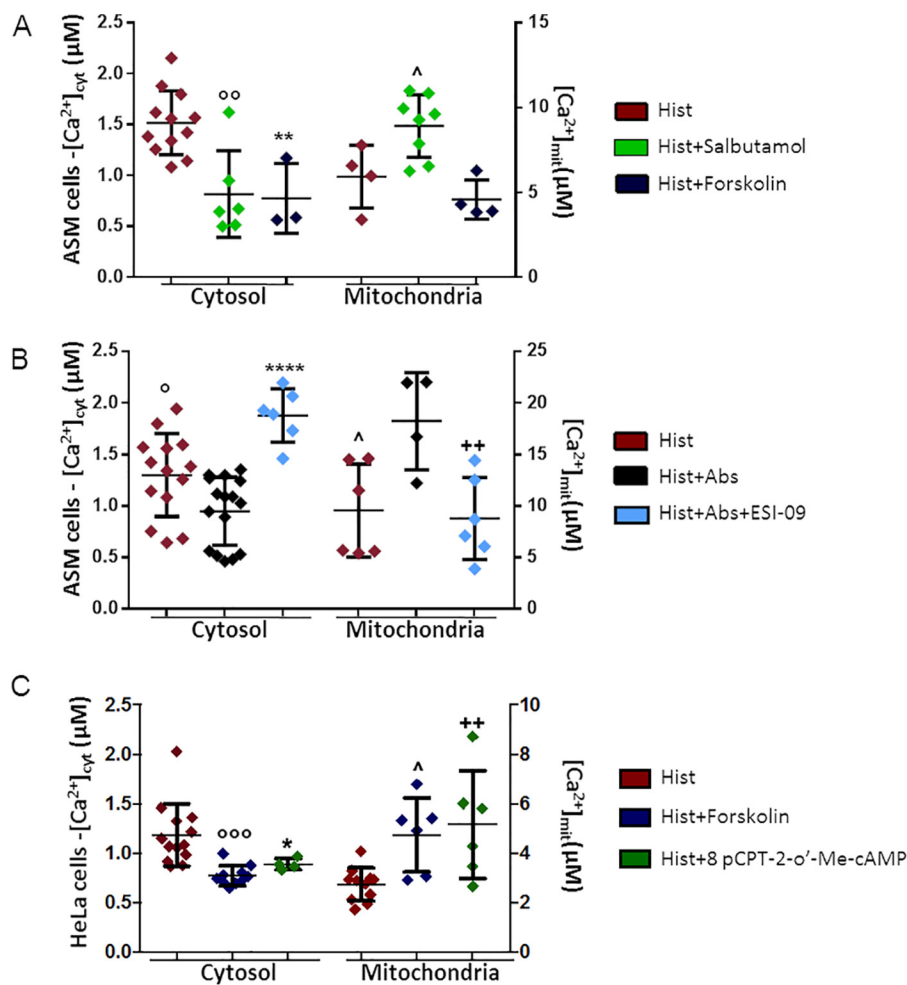 A
ASM cells -[Ca²⁺]cyt (µM)
2.5
2.0
1.5
1.0
0.5
0.0
°°
**
^
15
10
5
0
[Ca²⁺]mit(µM)
Cytosol
Mitochondria
Hist
Hist+Salbutamol
Hist+Forskolin
B
ASM cells - [Ca²⁺]cyt (µM)
2.5
2.0
1.5
1.0
0.5
0.0
°
****
^
++
25
20
15
10
5
0
[Ca²⁺]mit(µM)
Cytosol
Mitochondria
Hist
Hist+Abs
Hist+Abs+ESI-09
C
HeLa cells -[Ca²⁺]cyt (µM)
2.5
2.0
1.5
1.0
0.5
0.0
°°°
*
^
++
10
8
6
4
2
0
[Ca²⁺]mit(µM)
Cytosol
Mitochondria
Hist
Hist+Forskolin
Hist+8 pCPT-2-o'-Me-cAMP